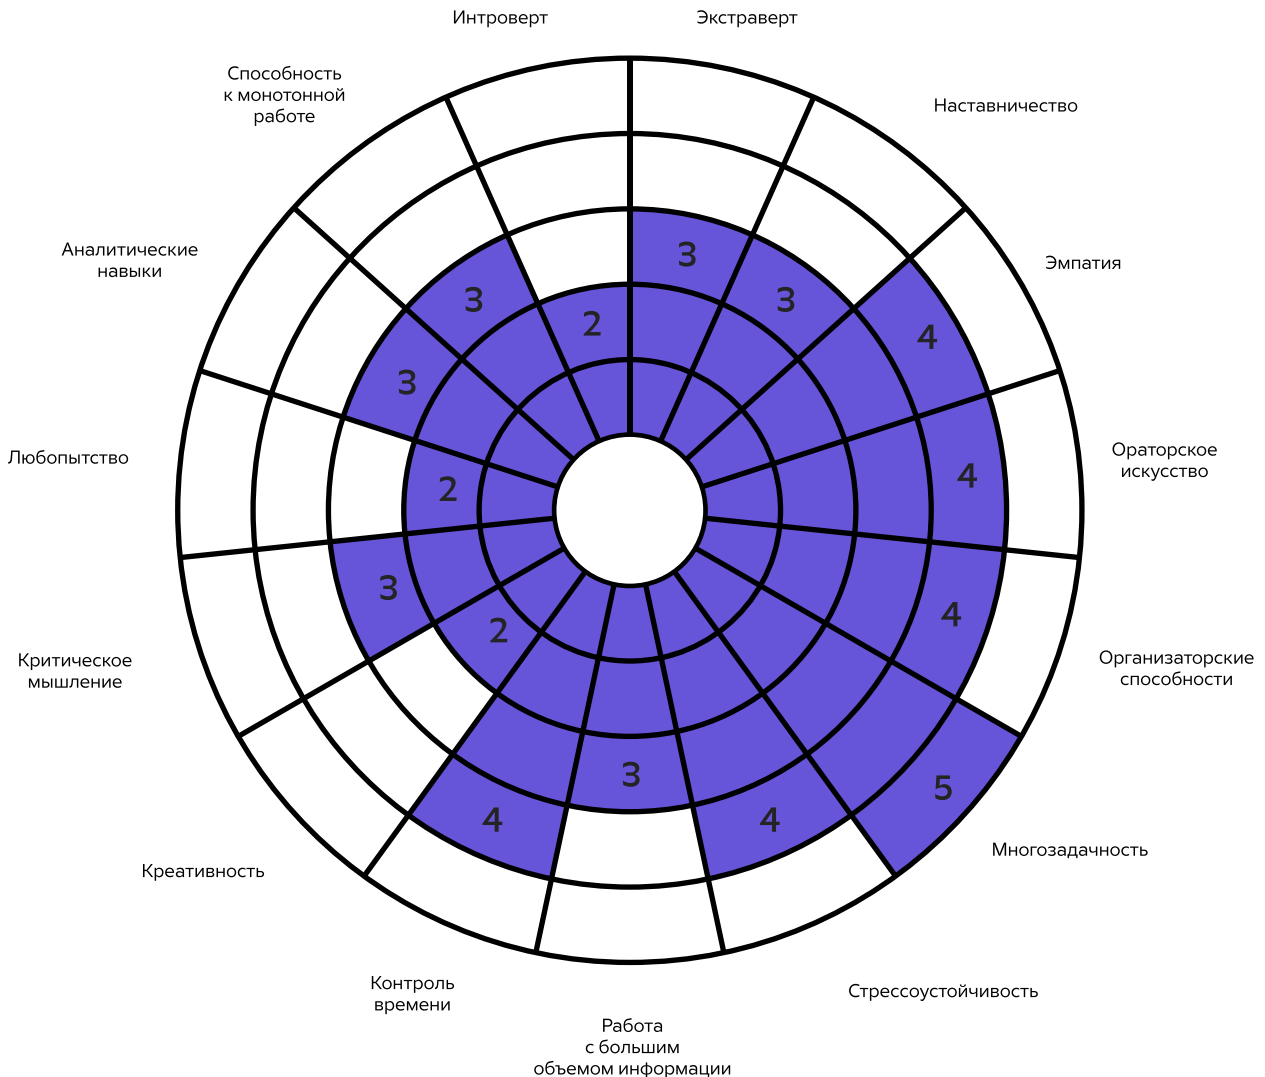 Интроверт
Экстраверт
Способность
к монотонной
работе
Наставничество
Аналитические
навыки
Эмпатия
Любопытство
Ораторское
искусство
Критическое
мышление
Организаторские
способности
Креативность
Многозадачность
Контроль
времени
Стрессоустойчивость
Работа
с большим
объемом информации
3
3
3
2
4
3
4
2
3
4
2
3
5
4
4